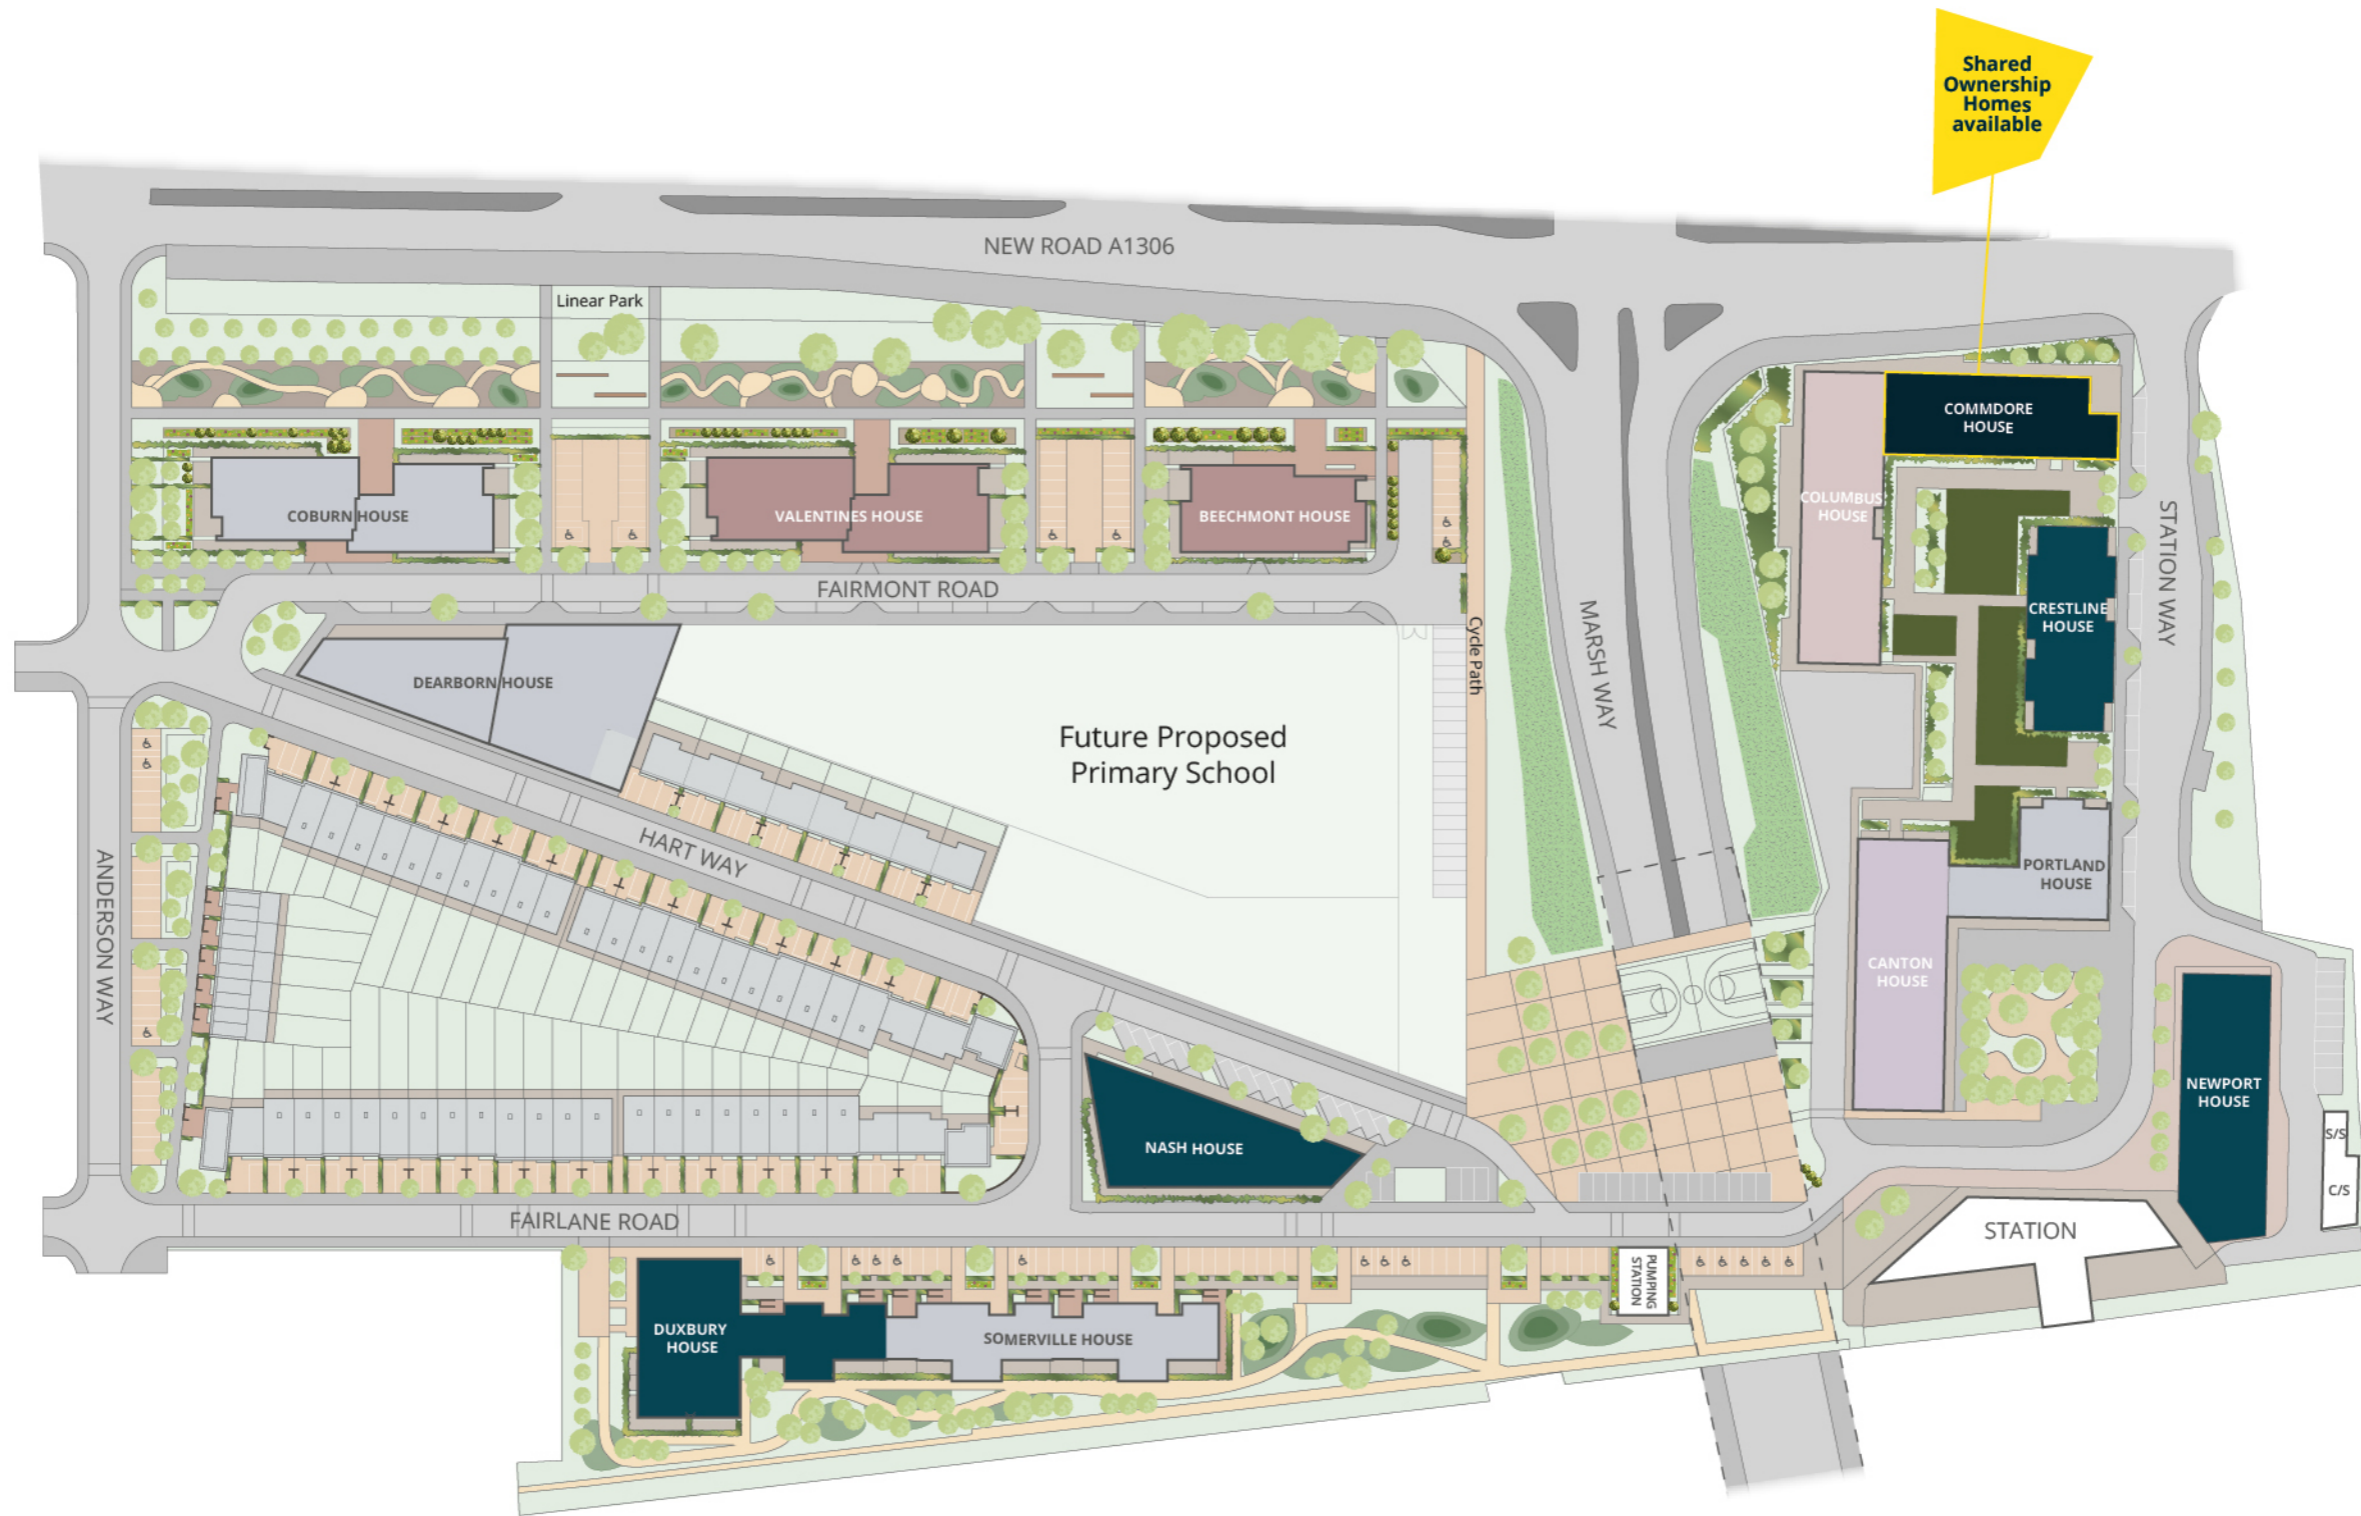 Shared
Ownership
Homes
available
NEW ROAD A1306
Linear Park
COMMDORE
HOUSE
COLUMBUS
HOUSE
COBURN HOUSE
VALENTINES HOUSE
BEECHMONT HOUSE
STATION WAY
FAIRMONT ROAD
CRESTLINE
HOUSE
MARSH WAY
Cycle Path
DEARBORN HOUSE
Future Proposed
Primary School
HART WAY
ANDERSON WAY
PORTLAND
HOUSE
CANTON
HOUSE
NEWPORT
HOUSE
NASH HOUSE
S/S
C/S
FAIRLANE ROAD
STATION
PUMPING
STATION
DUXBURY
HOUSE
SOMERVILLE HOUSE